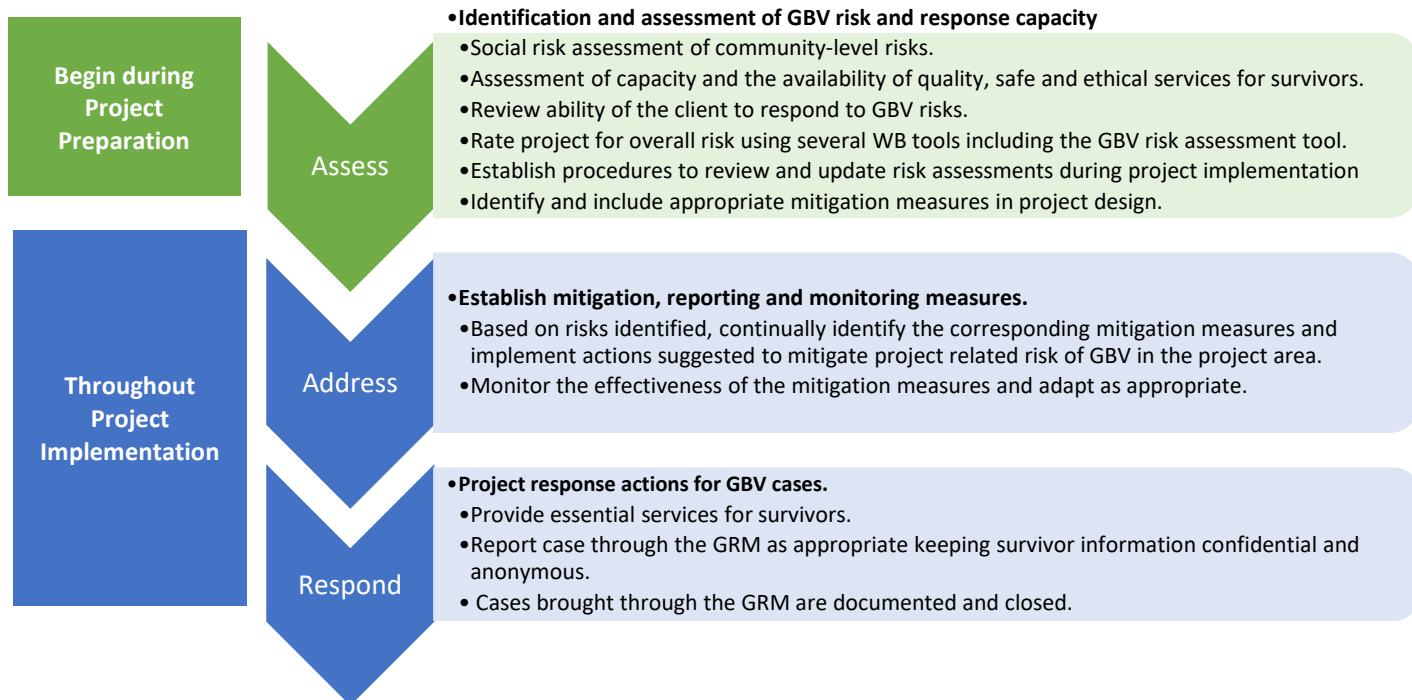 Begin during
Project
Preparation
Assess
•Identification and assessment of GBV risk and response capacity
•Social risk assessment of community-level risks.
•Assessment of capacity and the availability of quality, safe and ethical services for survivors.
•Review ability of the client to respond to GBV risks.
•Rate project for overall risk using several WB tools including the GBV risk assessment tool.
•Establish procedures to review and update risk assessments during project implementation
•Identify and include appropriate mitigation measures in project design.
Throughout
Project
Implementation
Address
•Establish mitigation, reporting and monitoring measures.
•Based on risks identified, continually identify the corresponding mitigation measures and
implement actions suggested to mitigate project related risk of GBV in the project area.
•Monitor the effectiveness of the mitigation measures and adapt as appropriate.
Respond
•Project response actions for GBV cases.
•Provide essential services for survivors.
•Report case through the GRM as appropriate keeping survivor information confidential and
anonymous.
• Cases brought through the GRM are documented and closed.